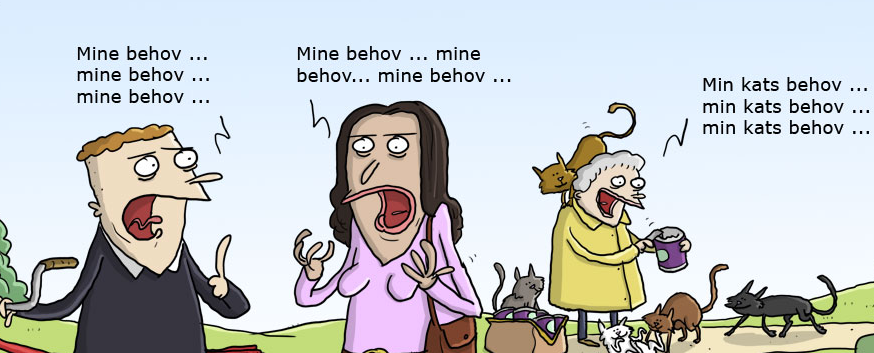 Mine behov ...
mine behov ...
mine behov ...
Mine behov ... mine
behov... mine behov ...
Min kats behov ...
min kats behov ...
min kats behov ...